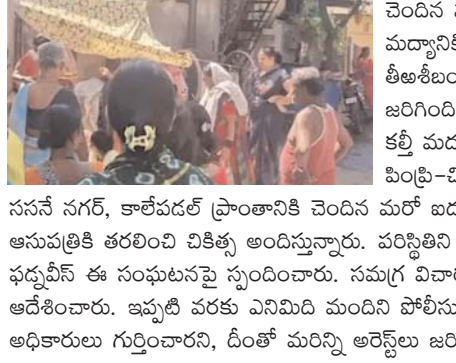 చెందిన
మద్యానికి
తీఱశీబం
జరిగింది
కల్తీ మద
పింప్రి-చి
ససనే నగర్, కాలేపడల్ ప్రాంతానికి చెందిన మరో ఐదు
ఆసుపత్రికి తరలించి చికిత్స అందిస్తున్నారు. పరిస్థితిని
ఫడ్నవీస్ ఈ సంఘటనపై స్పందించారు. సమగ్ర విచార
ఆదేశించారు. ఇప్పటి వరకు ఎనిమిది మందిని పోలీసు
అధికారులు గుర్తించారని, దీంతో మరిన్ని అరెస్ట్‌లు జరి